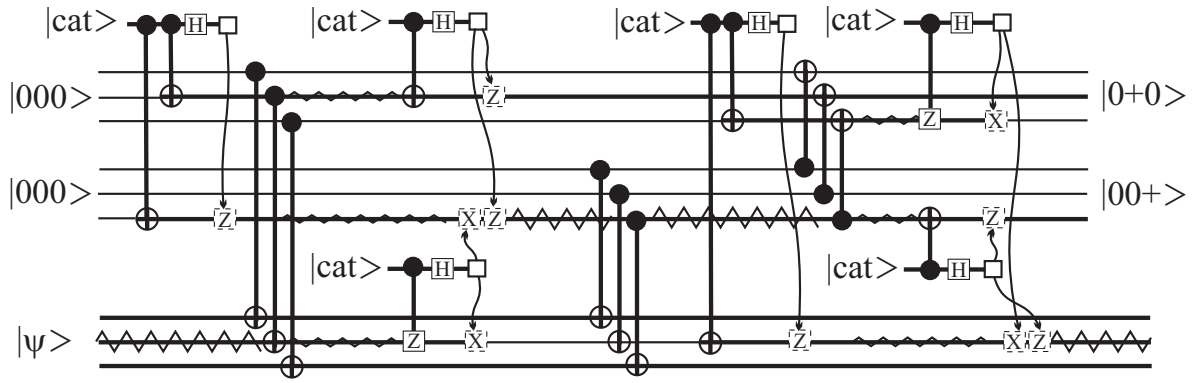 |cat> H |cat> H |cat> H |cat> H
|000> Z |0+0>
Z X
|000> |00+>
Z X Z Z
|cat> H |cat> H
|ψ> Z X Z X Z